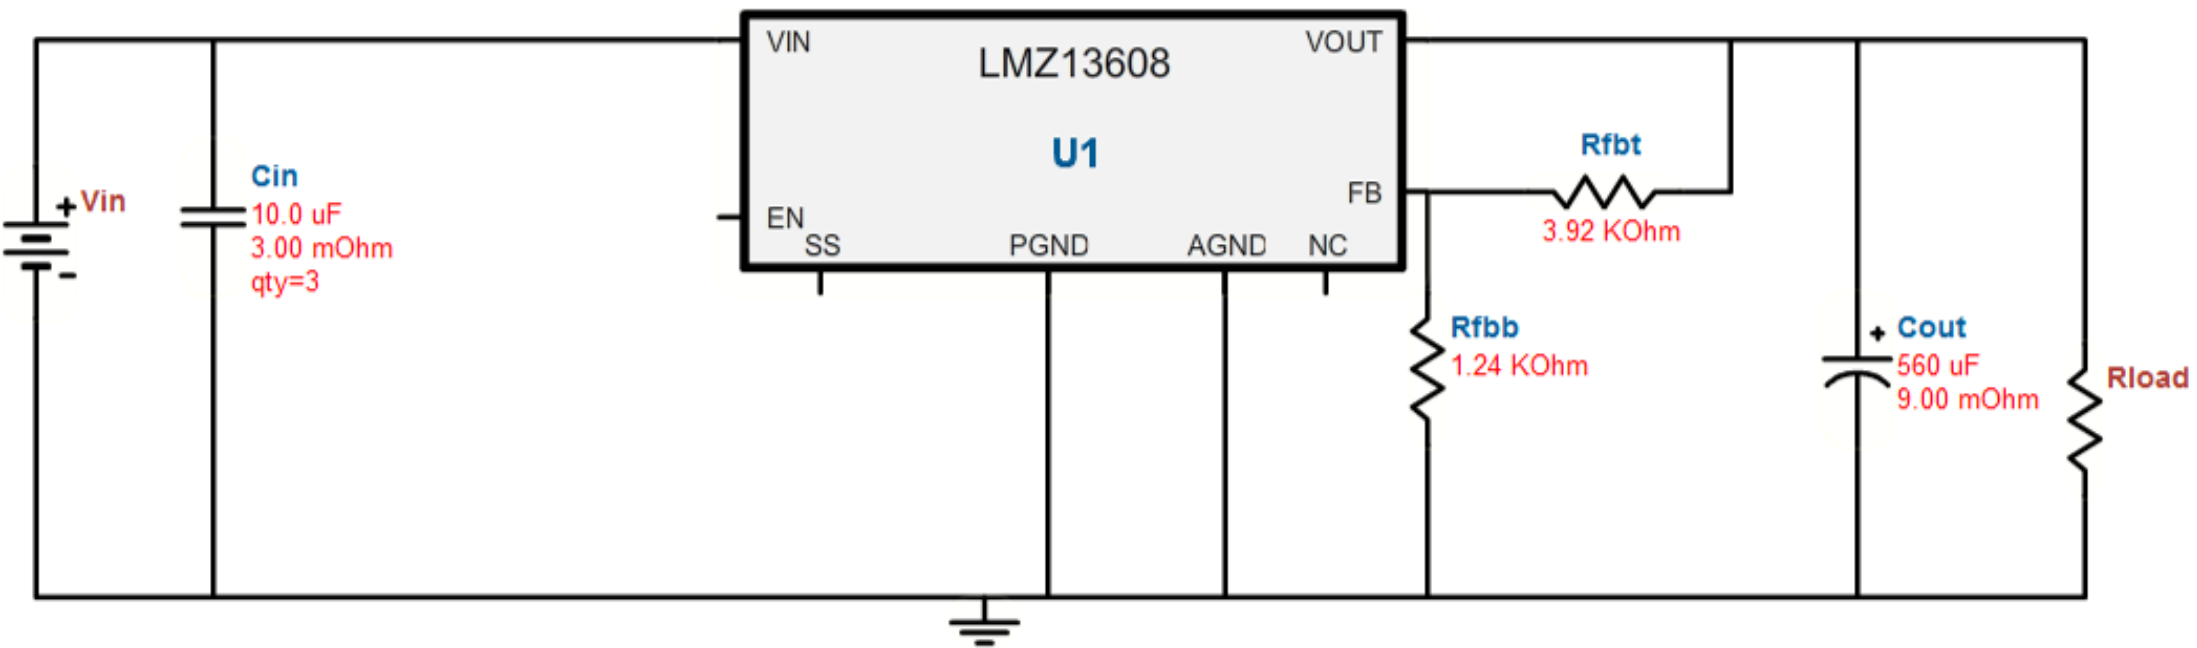 VIN
LMZ13608
VOUT
U1
Rfbt
3.92 KOhm
FB
Cin
10.0 uF
3.00 mOhm
qty=3
+ Vin
-
EN
SS
PGND
AGND
NC
Rfbb
1.24 KOhm
+ Cout
560 uF
9.00 mOhm
Rload